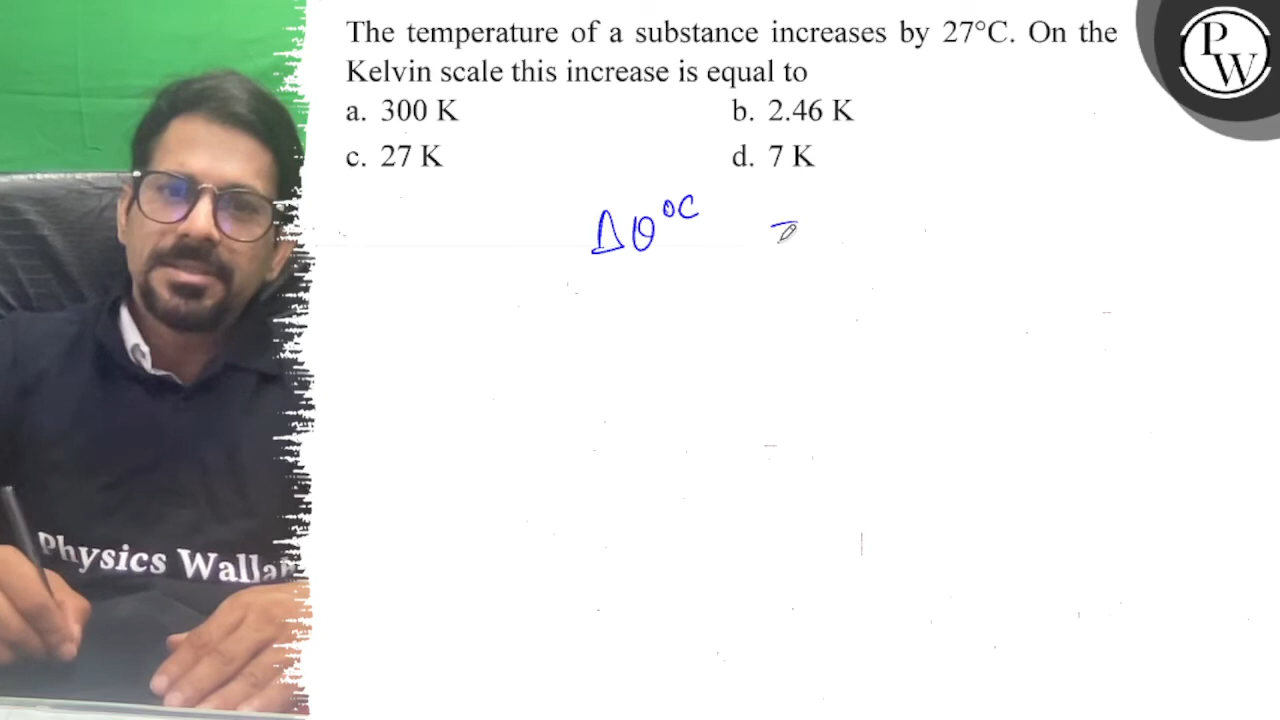 The temperature of a substance increases by 27°C. On the
Kelvin scale this increase is equal to
a. 300 K b. 2.46 K
c. 27 K d. 7 K
Δθ°C =
PW
Physics Wallah